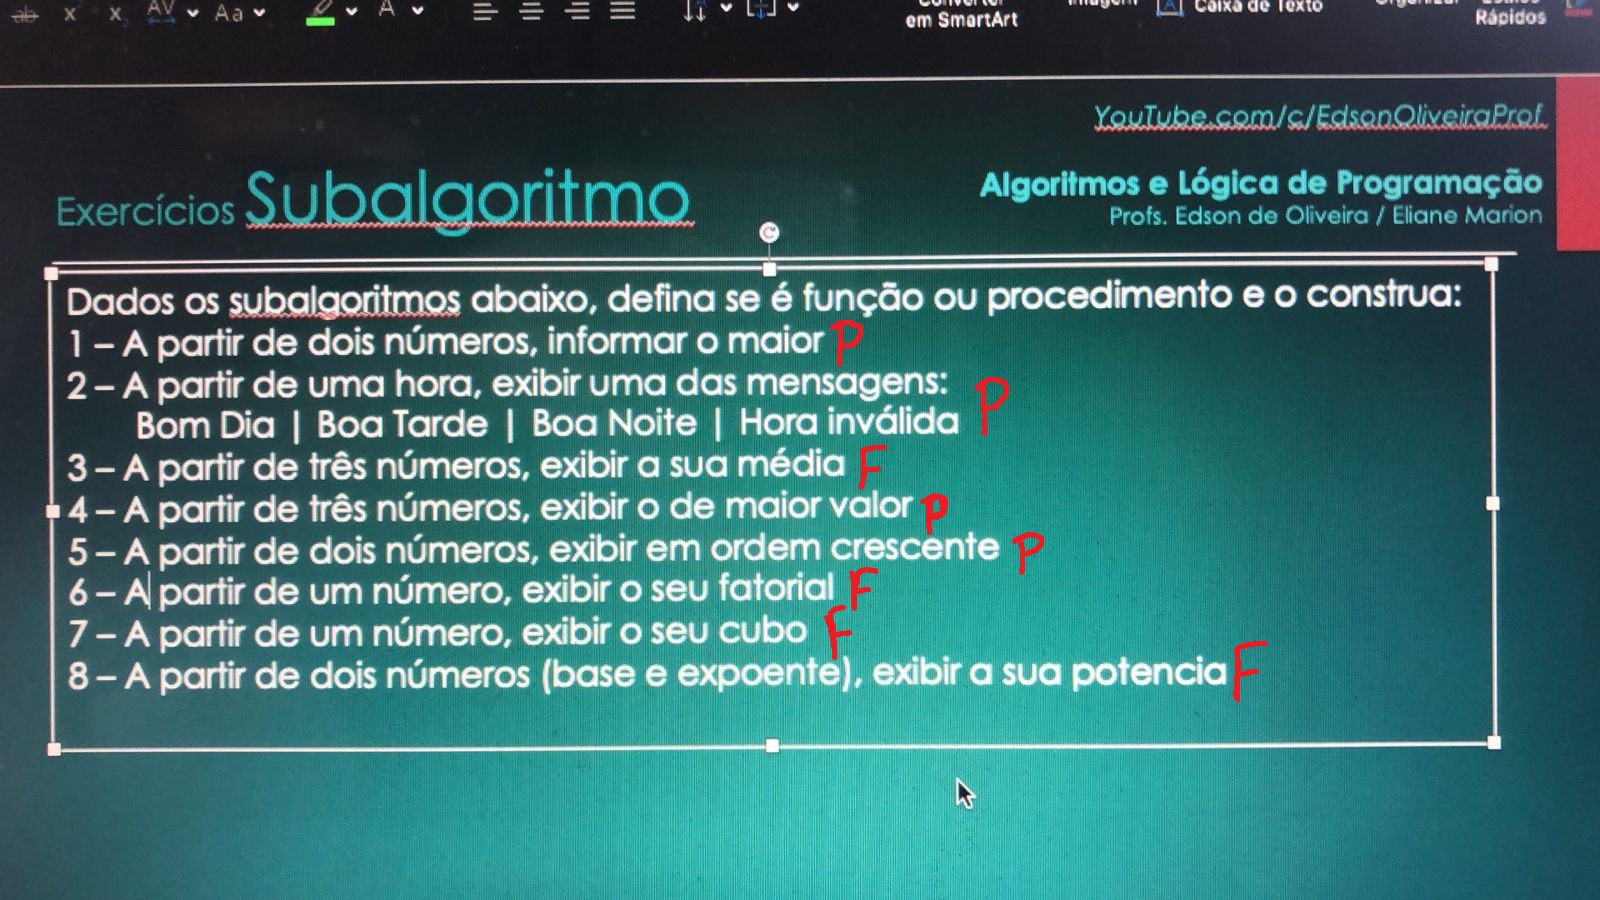 ab x² x₂ AV Aa A
em SmartArt Caixa de Texto
Rápidos
YouTube.com/c/EdsonOliveiraProf
Exercícios Subalgoritmo
Algoritmos e Lógica de Programação
Profs. Edson de Oliveira / Eliane Marion
Dados os subalgoritmos abaixo, defina se é função ou procedimento e o construa:
1 – A partir de dois números, informar o maior P
2 – A partir de uma hora, exibir uma das mensagens:
Bom Dia | Boa Tarde | Boa Noite | Hora inválida P
3 – A partir de três números, exibir a sua média F
4 – A partir de três números, exibir o de maior valor P
5 – A partir de dois números, exibir em ordem crescente P
6 – A partir de um número, exibir o seu fatorial F
7 – A partir de um número, exibir o seu cubo F
8 – A partir de dois números (base e expoente), exibir a sua potencia F